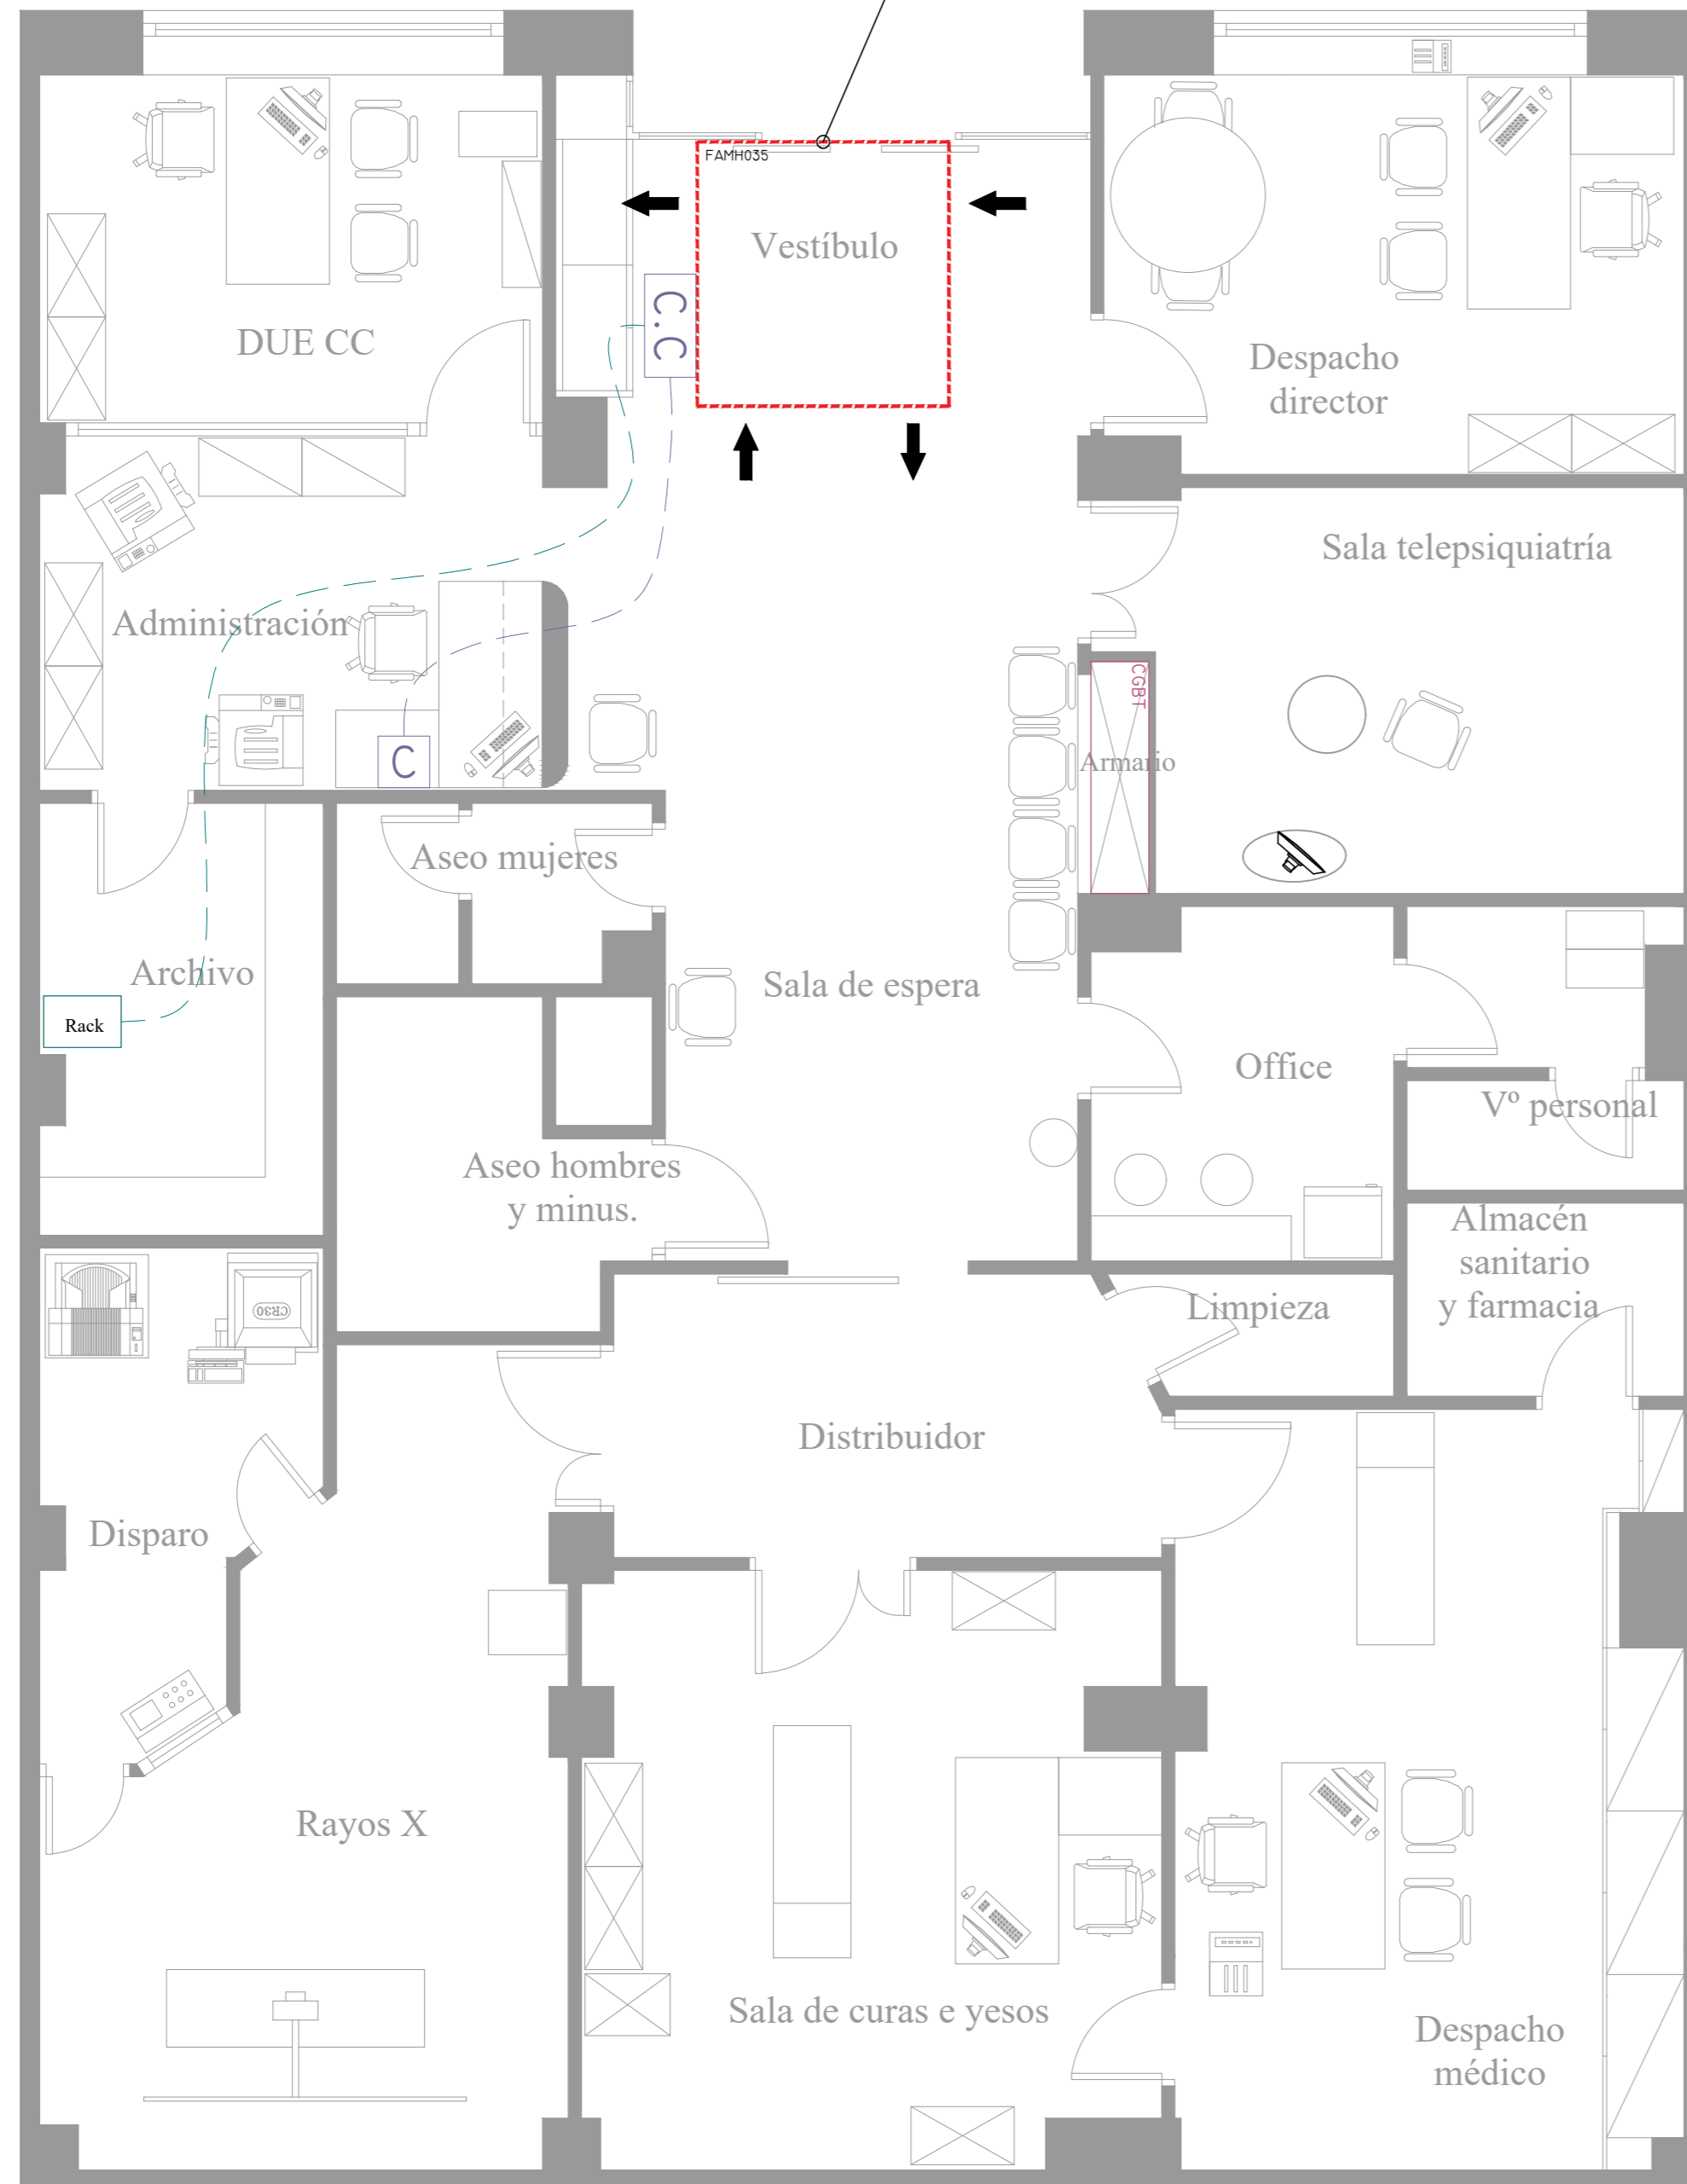 FAMH035
Vestíbulo
C.C
DUE CC
Despacho
director
Sala telepsiquiatría
Administración
CGBT
C
Armario
Aseo mujeres
Archivo
Sala de espera
Rack
Office
Vº personal
Aseo hombres
y minus.
Almacén
sanitario
y farmacia
CR30
Limpieza
Distribuidor
Disparo
Rayos X
Sala de curas e yesos
Despacho
médico